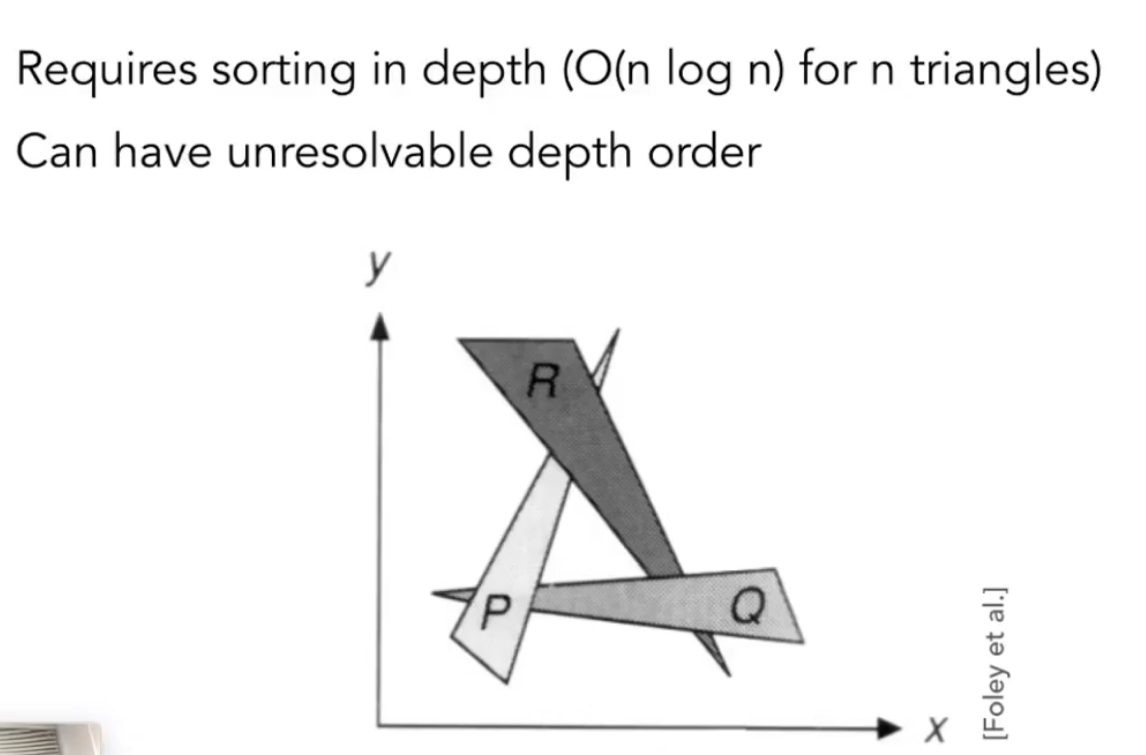 Requires sorting in depth (O(n log n) for n triangles)
Can have unresolvable depth order
y
R
P
Q
x
[Foley et al.]